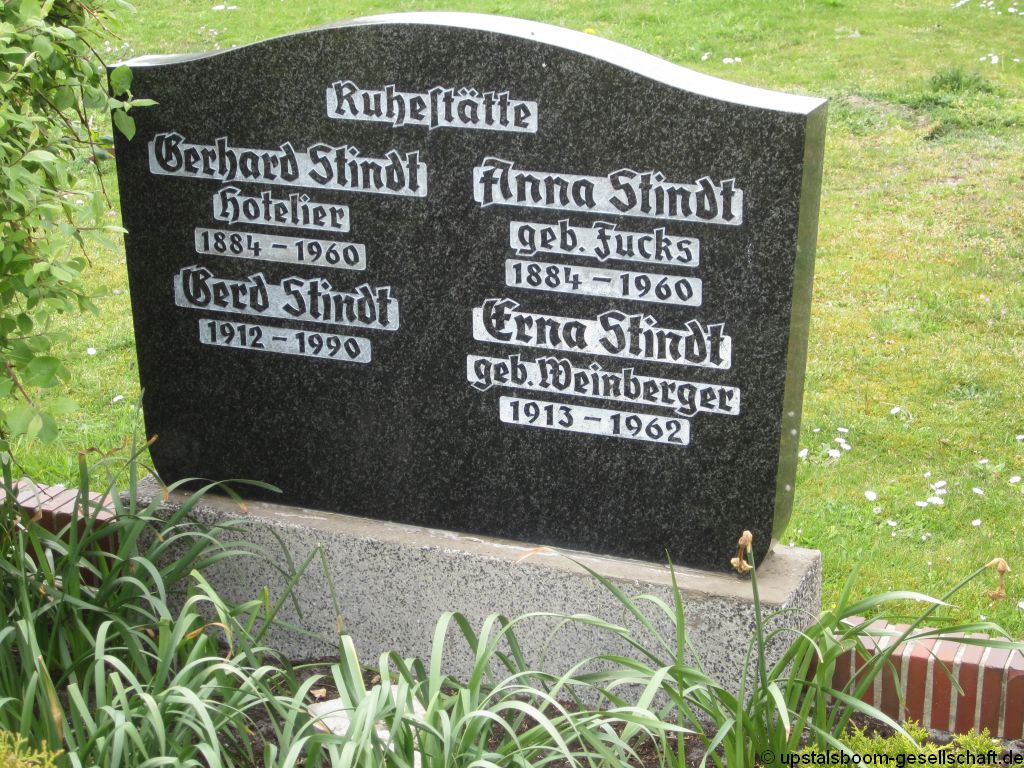 Ruhestätte
Gerhard Stindt
Hotelier
1884 – 1960
Gerd Stindt
1912 – 1990
Anna Stindt
geb. Fucks
1884 – 1960
Erna Stindt
geb. Weinberger
1913 – 1962
© upstalsboom-gesellschaft.de